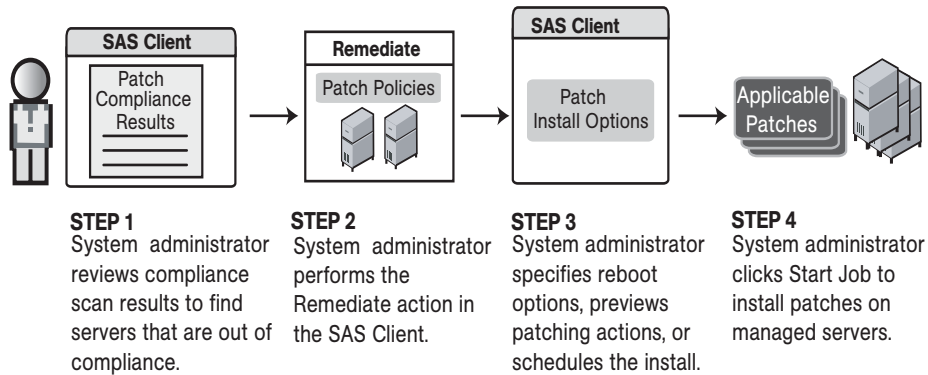 SAS Client
Patch
Compliance
Results
Remediate
Patch Policies
SAS Client
Patch
Install Options
Applicable
Patches
STEP 1
System administrator
reviews compliance
scan results to find
servers that are out of
compliance.
STEP 2
System administrator
performs the
Remediate action in
the SAS Client.
STEP 3
System administrator
specifies reboot
options, previews
patching actions, or
schedules the install.
STEP 4
System administrator
clicks Start Job to
install patches on
managed servers.